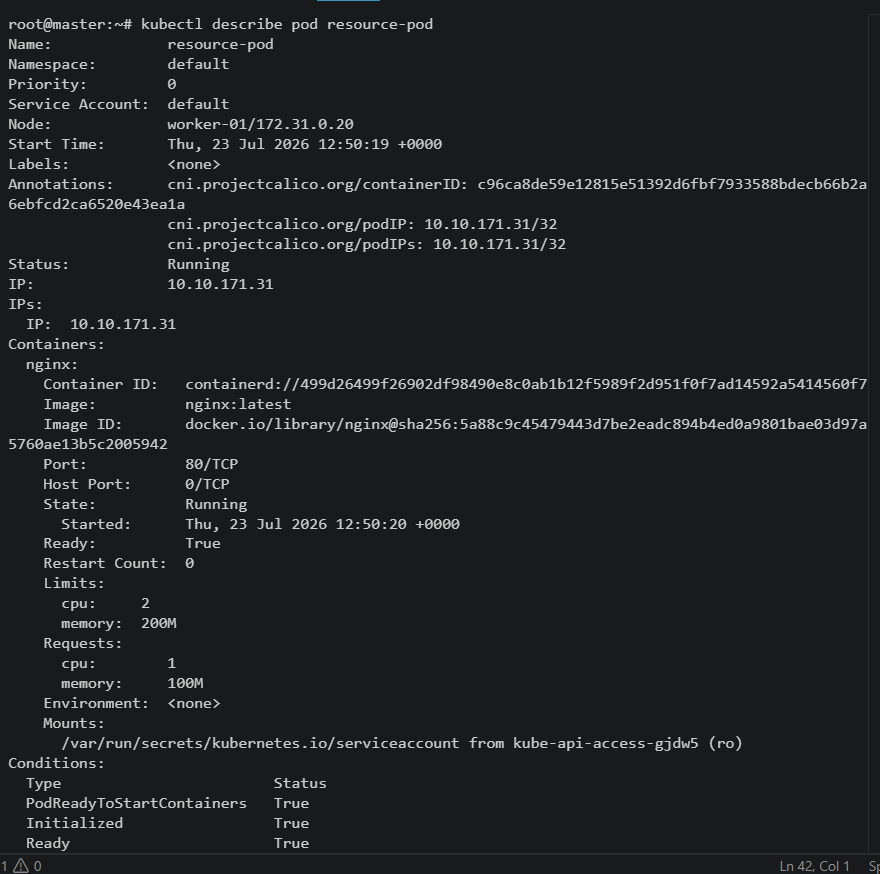 root@master:~# kubectl describe pod resource-pod
Name:             resource-pod
Namespace:        default
Priority:         0
Service Account:  default
Node:             worker-01/172.31.0.20
Start Time:       Thu, 23 Jul 2026 12:50:19 +0000
Labels:           <none>
Annotations:      cni.projectcalico.org/containerID: c96ca8de59e12815e51392d6fbf7933588bdecb66b2a
6ebfcd2ca6520e43ea1a
                  cni.projectcalico.org/podIP: 10.10.171.31/32
                  cni.projectcalico.org/podIPs: 10.10.171.31/32
Status:           Running
IP:               10.10.171.31
IPs:
  IP:  10.10.171.31
Containers:
  nginx:
    Container ID:   containerd://499d26499f26902df98490e8c0ab1b12f5989f2d951f0f7ad14592a5414560f7
    Image:          nginx:latest
    Image ID:       docker.io/library/nginx@sha256:5a88c9c45479443d7be2eadc894b4ed0a9801bae03d97a
5760ae13b5c2005942
    Port:           80/TCP
    Host Port:      0/TCP
    State:          Running
      Started:      Thu, 23 Jul 2026 12:50:20 +0000
    Ready:          True
    Restart Count:  0
    Limits:
      cpu:     2
      memory:  200M
    Requests:
      cpu:        1
      memory:     100M
    Environment:  <none>
    Mounts:
      /var/run/secrets/kubernetes.io/serviceaccount from kube-api-access-gjdw5 (ro)
Conditions:
  Type                        Status
  PodReadyToStartContainers   True
  Initialized                 True
  Ready                       True
1 ⚠ 0 Ln 42, Col 1